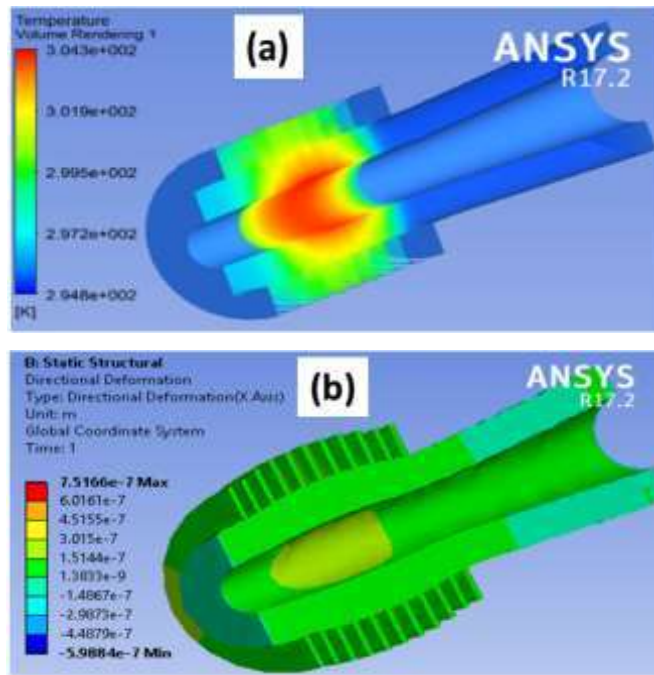 Temperature
Volume Rendering 1
3.043e+002
3.019e+002
2.995e+002
2.972e+002
2.948e+002
[K]
(a)
ANSYS
R17.2
B: Static Structural
Directional Deformation
Type: Directional Deformation(X Axis)
Unit: m
Global Coordinate System
Time: 1
7.5166e-7 Max
6.0161e-7
4.5155e-7
3.015e-7
1.5144e-7
1.3833e-9
-1.4867e-7
-2.9873e-7
-4.4879e-7
-5.9884e-7 Min
(b)
ANSYS
R17.2